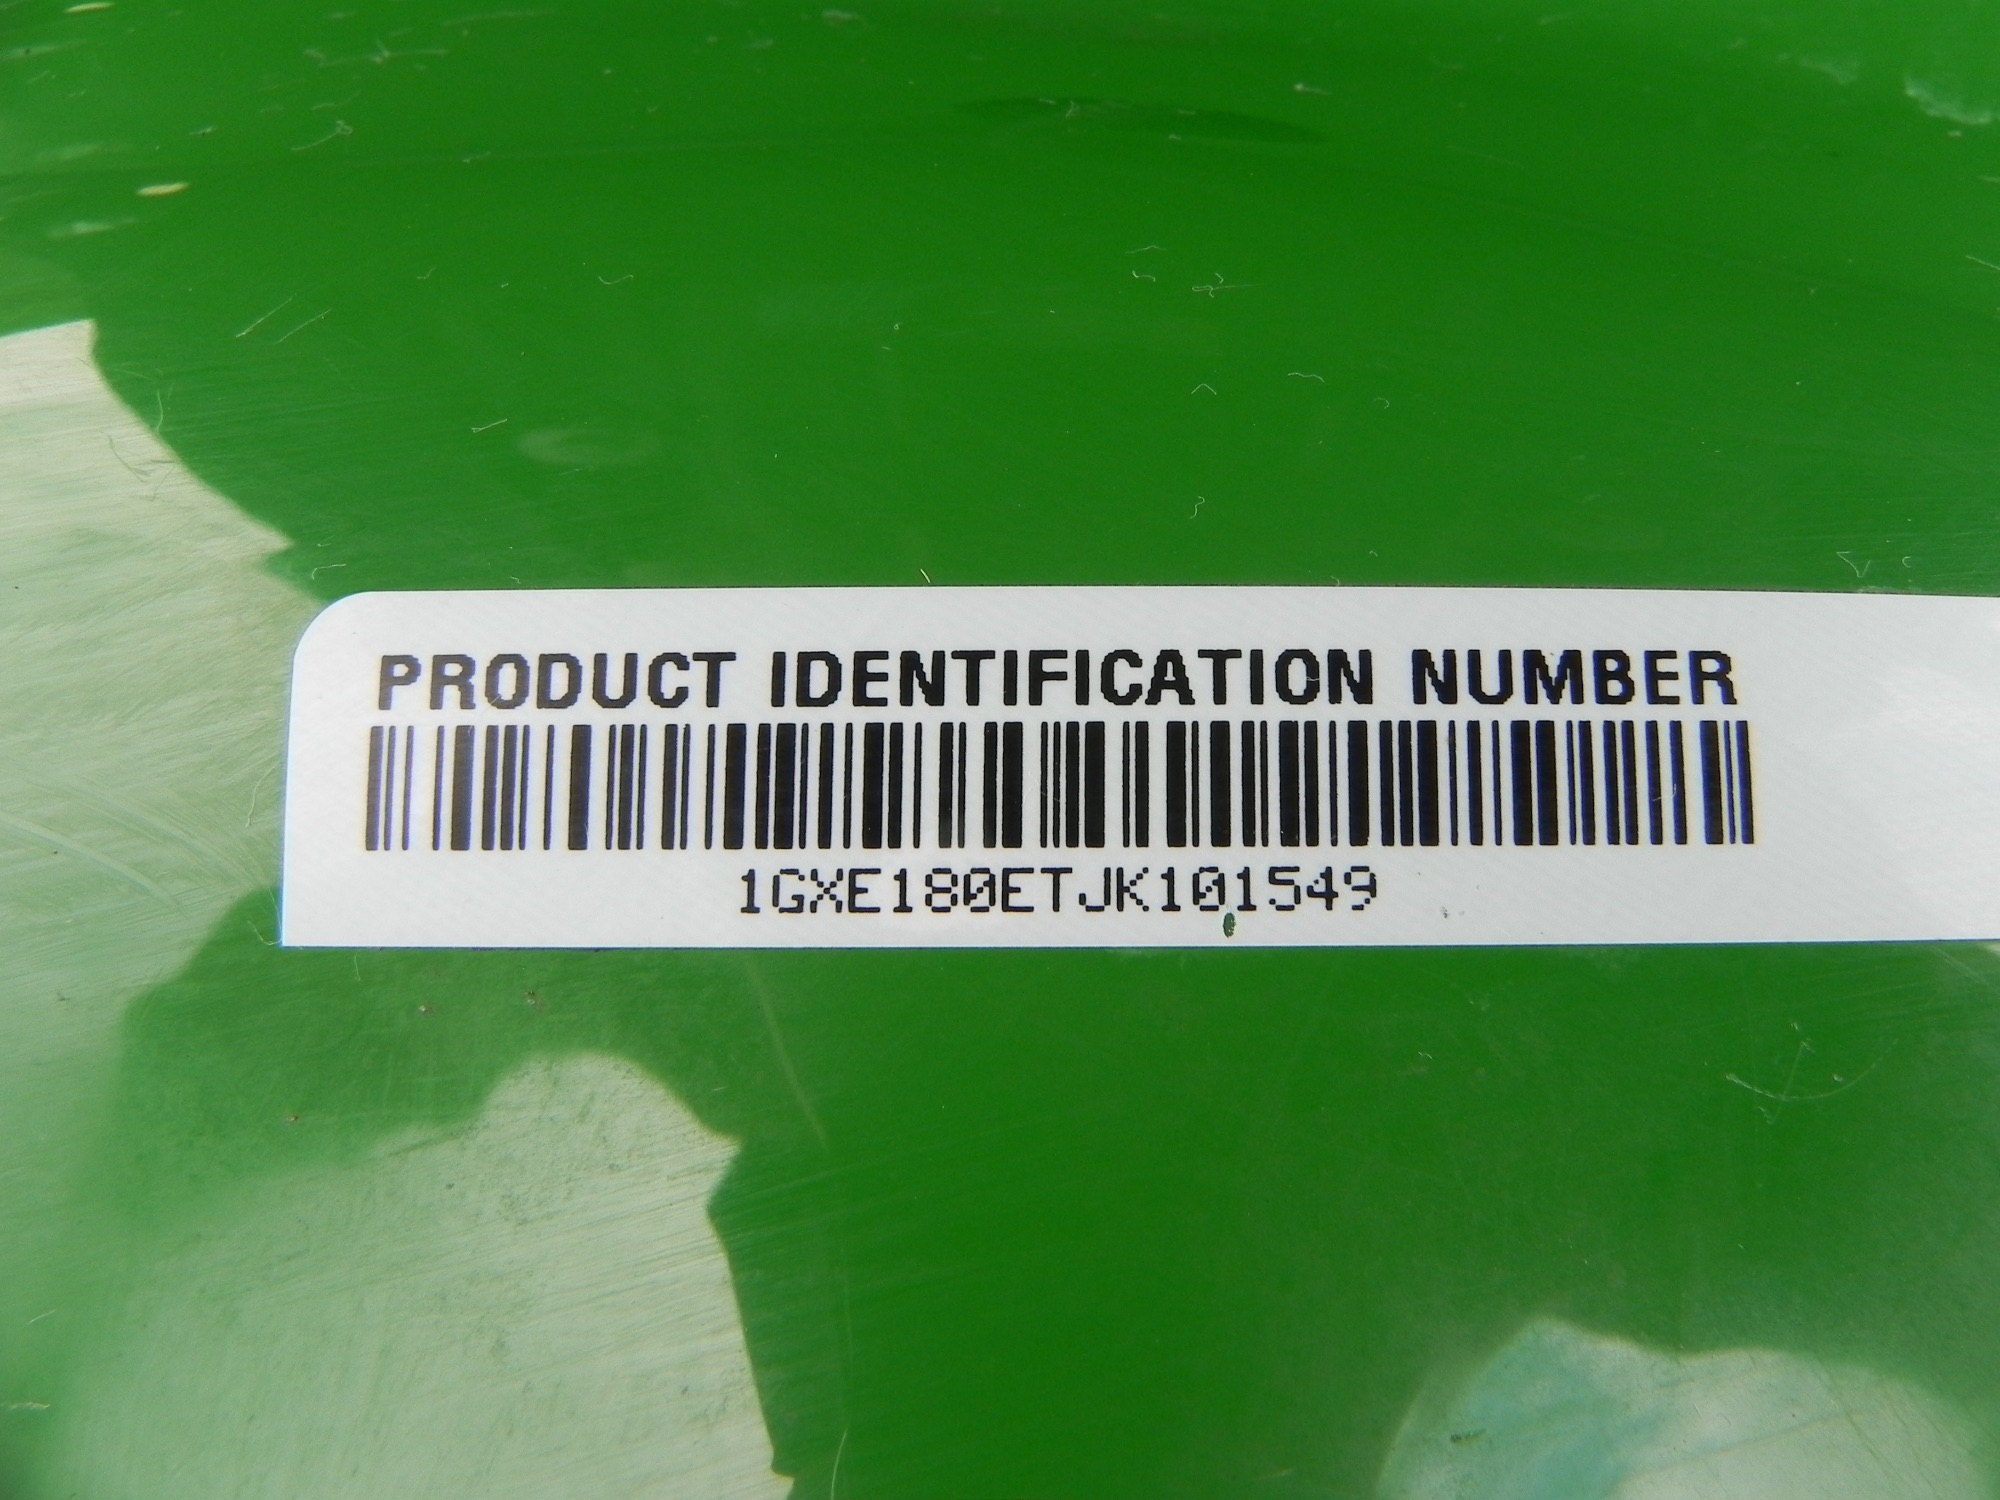 PRODUCT IDENTIFICATION NUMBER
1GXE180ETJK101549